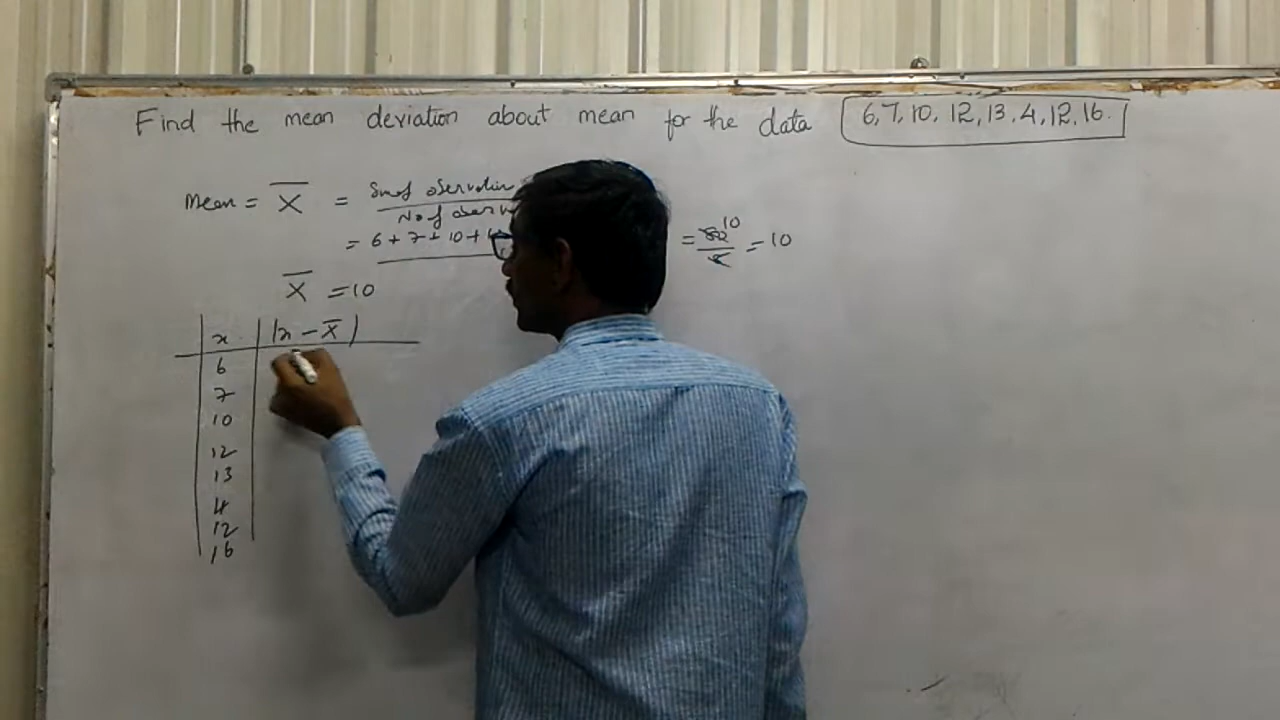 Find the mean deviation about mean for the data 6, 7, 10, 12, 13, 4, 12, 16.
Mean = X̅ = Sum of observation
No of observ
= 6 + 7 + 10 + = 80 10 / 8 = 10
X̅ = 10
x |x - X̅|
6
7
10
12
13
4
12
16